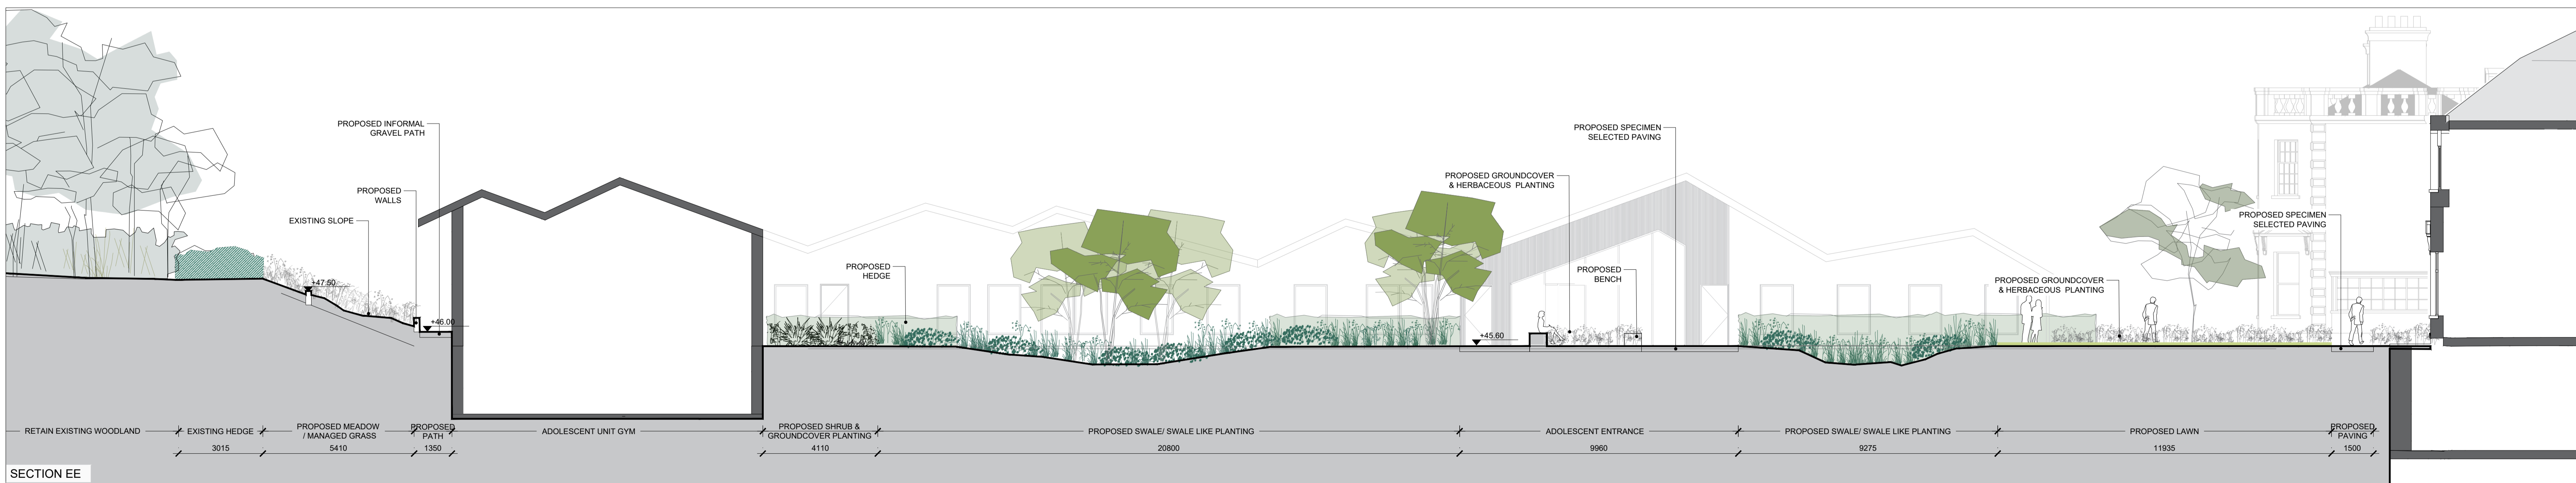 PROPOSED INFORMAL
GRAVEL PATH
PROPOSED
WALLS
EXISTING SLOPE
+47.50
+46.00
PROPOSED
HEDGE
PROPOSED GROUNDCOVER
& HERBACEOUS PLANTING
PROPOSED SPECIMEN
SELECTED PAVING
PROPOSED
BENCH
+45.60
PROPOSED GROUNDCOVER
& HERBACEOUS PLANTING
PROPOSED SPECIMEN
SELECTED PAVING
RETAIN EXISTING WOODLAND
EXISTING HEDGE
3015
PROPOSED MEADOW
/ MANAGED GRASS
5410
PROPOSED
PATH
1350
ADOLESCENT UNIT GYM
PROPOSED SHRUB &
GROUNDCOVER PLANTING
4110
PROPOSED SWALE/ SWALE LIKE PLANTING
20800
ADOLESCENT ENTRANCE
9960
PROPOSED SWALE/ SWALE LIKE PLANTING
9275
PROPOSED LAWN
11935
PROPOSED
PAVING
1500
SECTION EE